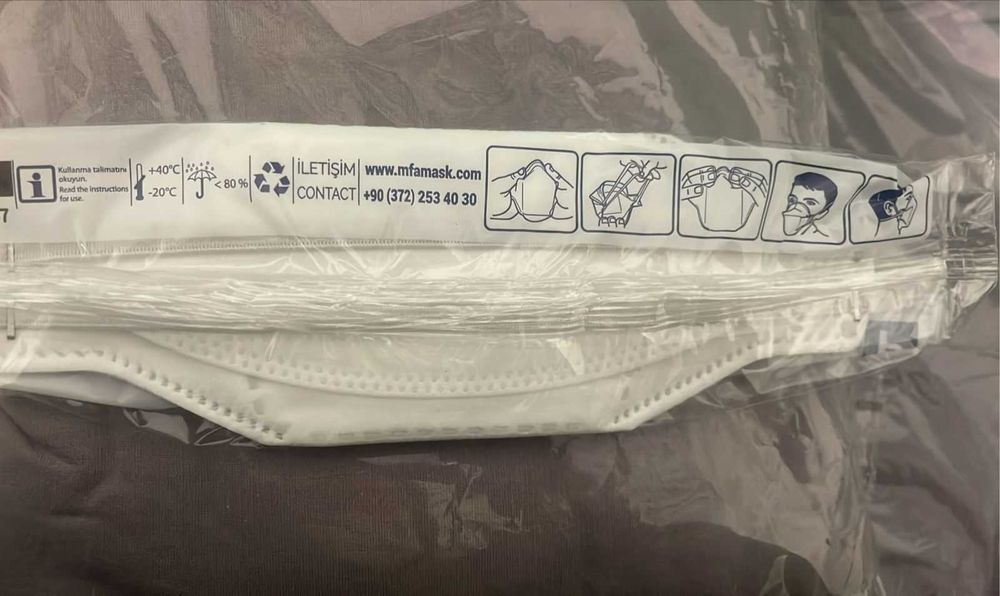 7
Kullanma talimatını
okuyun.
Read the instructions
for use.
+40°C
-20°C
< 80 %
İLETİŞİM
CONTACT
www.mfamask.com
+90 (372) 253 40 30